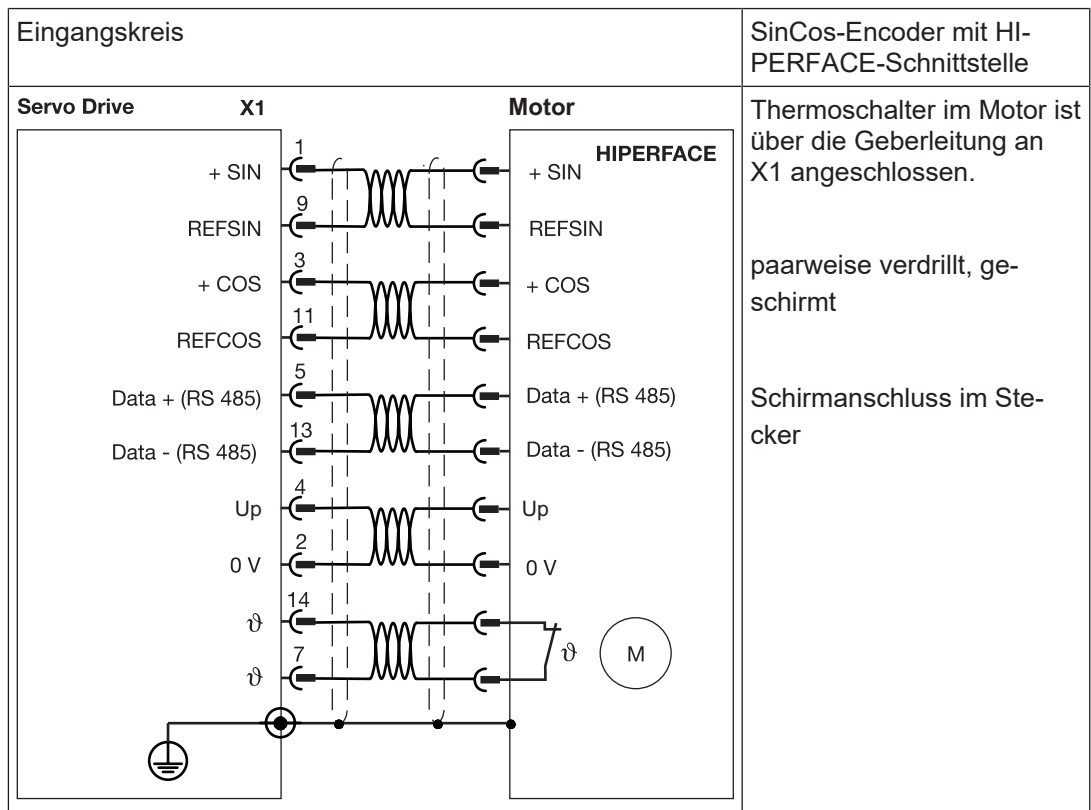 Eingangskreis
SinCos-Encoder mit HI-
PERFACE-Schnittstelle
Servo Drive X1 Motor
HIPERFACE
1
+ SIN + SIN
9
REFSIN REFSIN
3
+ COS + COS
11
REFCOS REFCOS
5
Data + (RS 485) Data + (RS 485)
13
Data - (RS 485) Data - (RS 485)
4
Up Up
2
0 V 0 V
14
ϑ
7
ϑ
ϑ M
Thermoschalter im Motor ist
über die Geberleitung an
X1 angeschlossen.
paarweise verdrillt, ge-
schirmt
Schirmanschluss im Ste-
cker